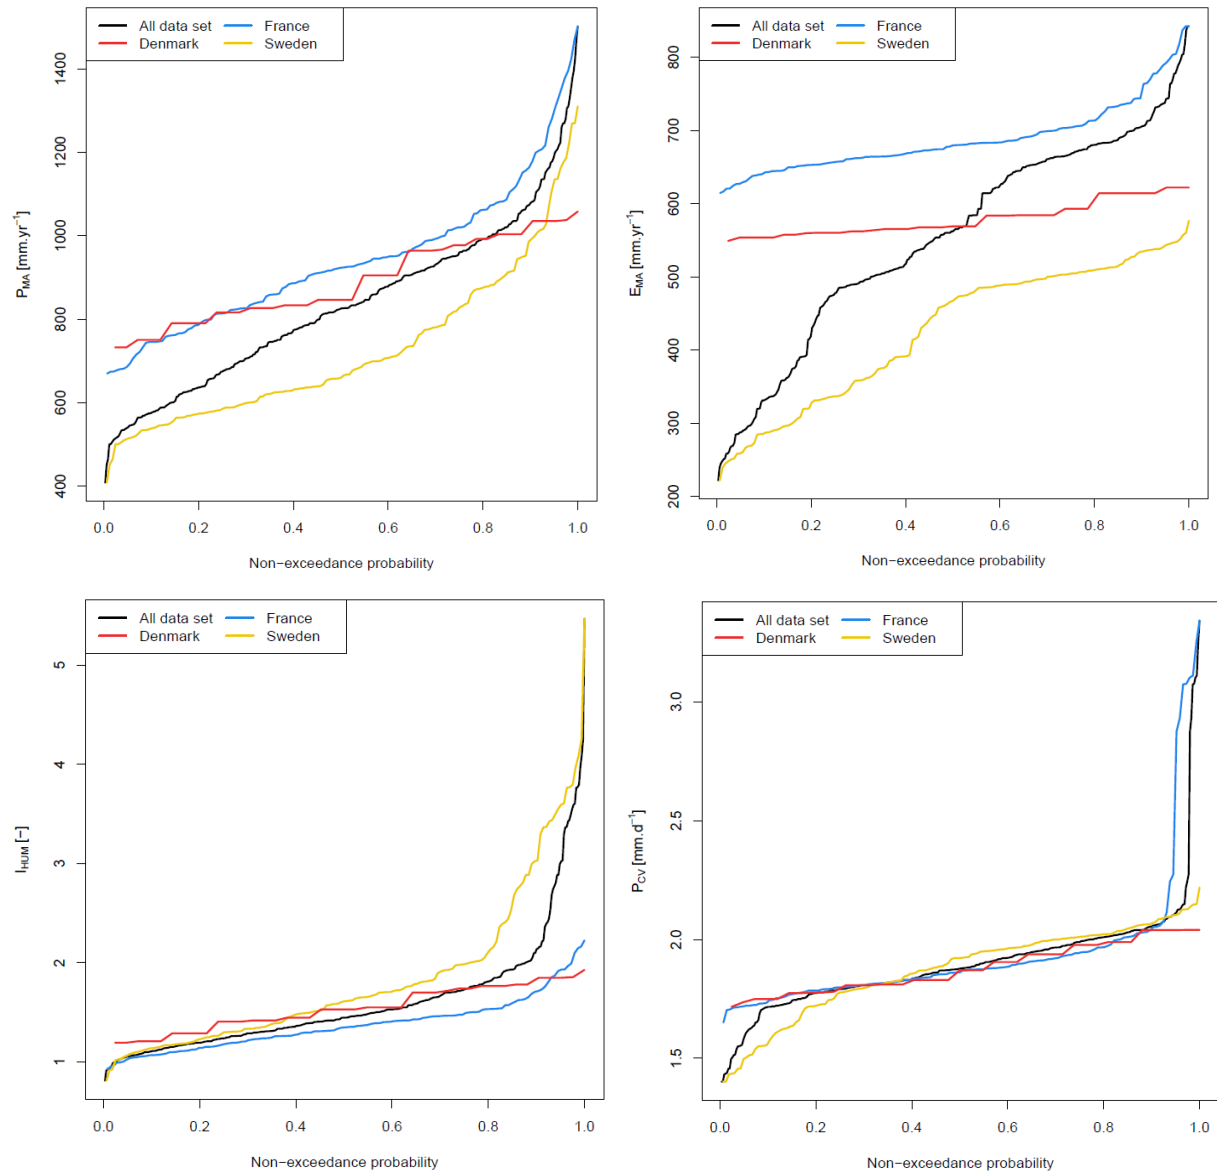 All data set France
Denmark Sweden
P_MA [mm.yr⁻¹]
400 600 800 1000 1200 1400
0.0 0.2 0.4 0.6 0.8 1.0
Non−exceedance probability
All data set France
Denmark Sweden
E_MA [mm.yr⁻¹]
200 300 400 500 600 700 800
0.0 0.2 0.4 0.6 0.8 1.0
Non−exceedance probability
All data set France
Denmark Sweden
I_HUM [−]
1 2 3 4 5
0.0 0.2 0.4 0.6 0.8 1.0
Non−exceedance probability
All data set France
Denmark Sweden
P_CV [mm.d⁻¹]
1.5 2.0 2.5 3.0
0.0 0.2 0.4 0.6 0.8 1.0
Non−exceedance probability